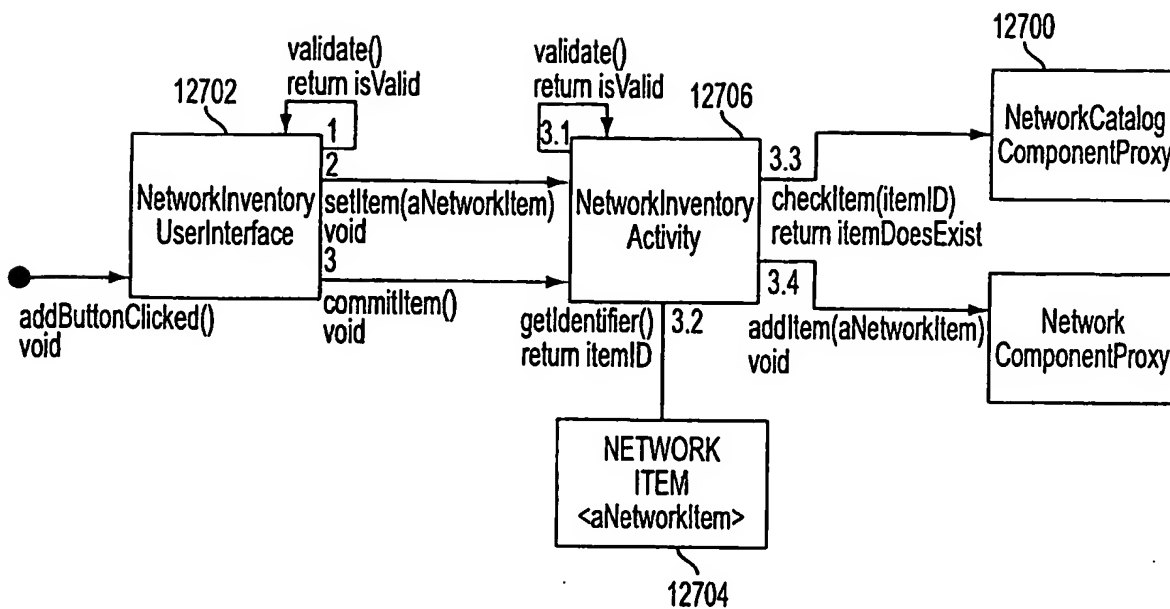 12700
validate()
return isValid
12702
validate()
return isValid
12706
1
2
3.1
3.3
NetworkCatalog
ComponentProxy
NetworkInventory
UserInterface
setItem(aNetworkItem)
void
NetworkInventory
Activity
checkItem(itemID)
return itemDoesExist
3
3.4
addButtonClicked()
void
commitItem()
void
getIdentifier()
return itemID
3.2
addItem(aNetworkItem)
void
Network
ComponentProxy
NETWORK
ITEM
<aNetworkItem>
12704